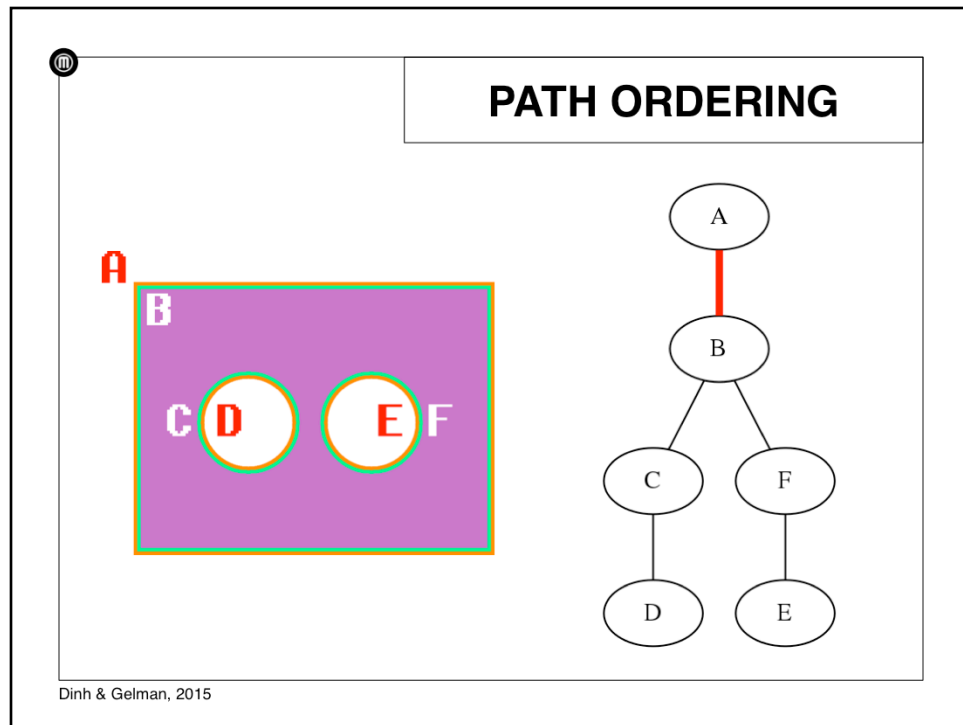 m
PATH ORDERING
A
B
C D E F
A
B
C F
D E
Dinh & Gelman, 2015